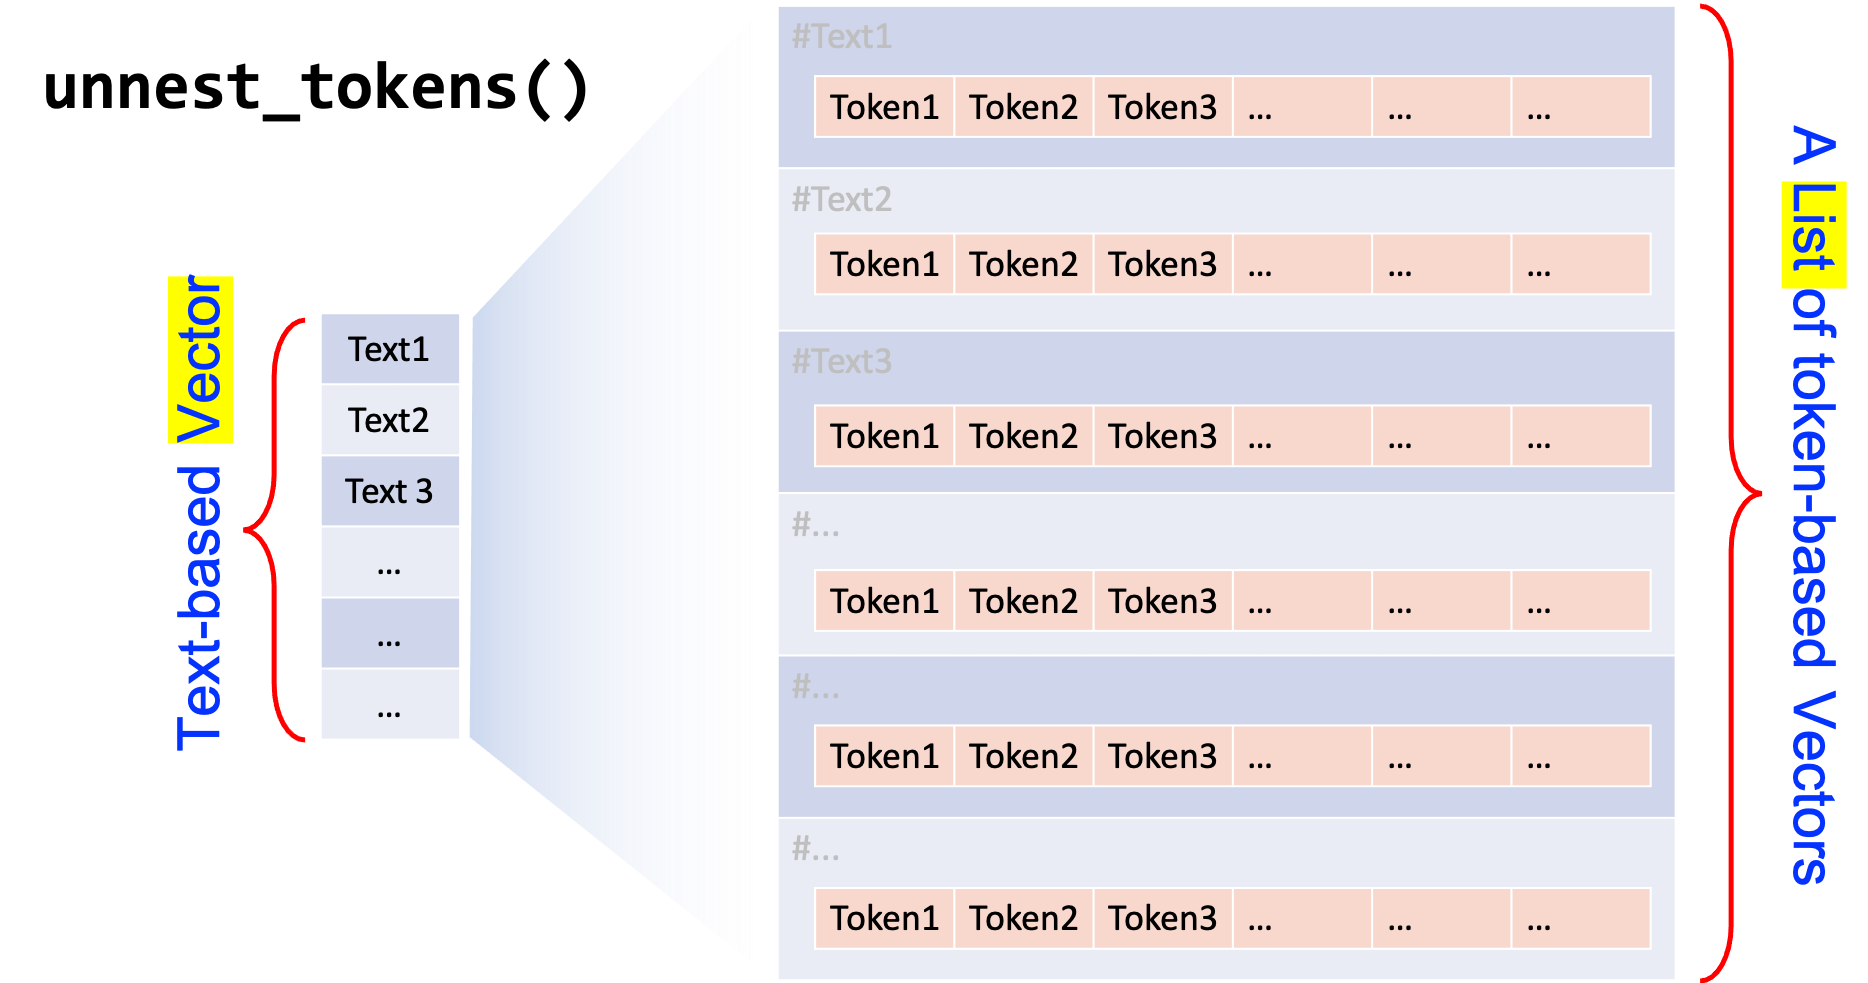 unnest_tokens()
Text-based Vector
Text1
Text2
Text 3
...
...
...
#Text1
Token1 Token2 Token3 ... ... ...
#Text2
Token1 Token2 Token3 ... ... ...
#Text3
Token1 Token2 Token3 ... ... ...
#...
Token1 Token2 Token3 ... ... ...
#...
Token1 Token2 Token3 ... ... ...
#...
Token1 Token2 Token3 ... ... ...
A List of token-based Vectors